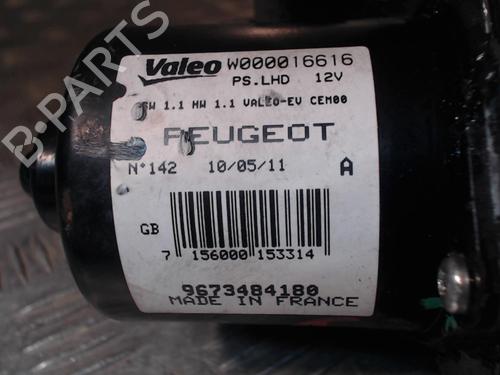 Valeo W000016616
PS.LHD 12V
SW 1.1 HW 1.1 VALEO-EV CEM00
PEUGEOT
N°142 10/05/11 A
GB
7 156000 153314
9673484180
MADE IN FRANCE
B-PARTS